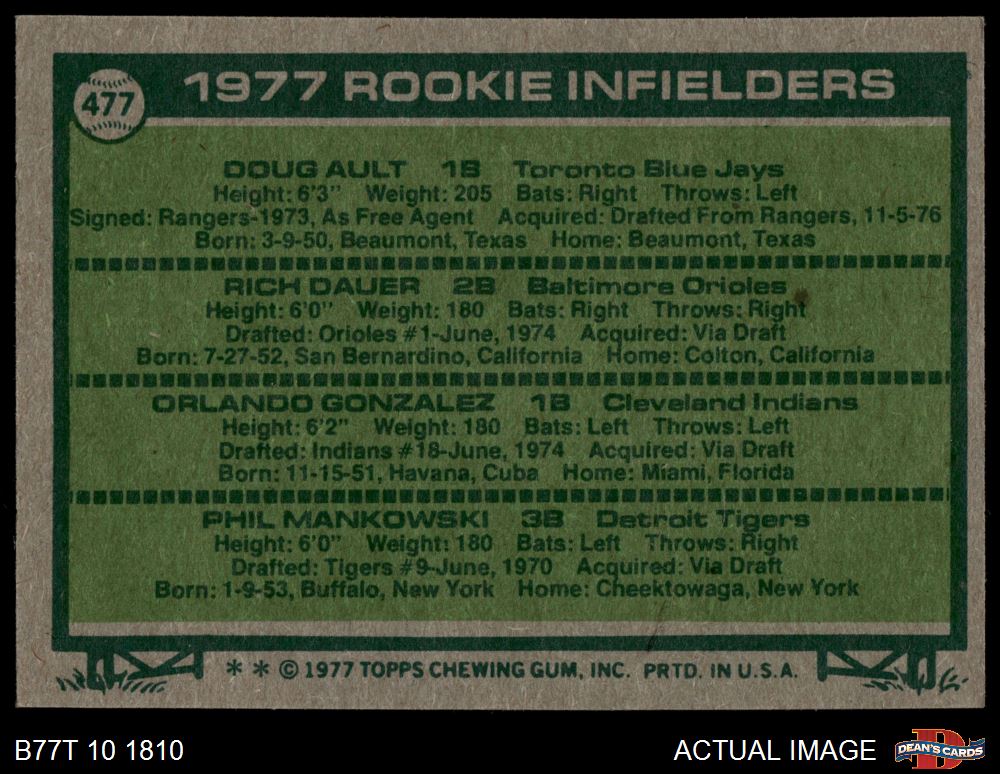 477
1977 ROOKIE INFIELDERS
DOUG AULT 1B Toronto Blue Jays
Height: 6'3" Weight: 205 Bats: Right Throws: Left
Signed: Rangers-1973, As Free Agent Acquired: Drafted From Rangers, 11-5-76
Born: 3-9-50, Beaumont, Texas Home: Beaumont, Texas
RICH DAUER 2B Baltimore Orioles
Height: 6'0" Weight: 180 Bats: Right Throws: Right
Drafted: Orioles #1-June, 1974 Acquired: Via Draft
Born: 7-27-52, San Bernardino, California Home: Colton, California
ORLANDO GONZALEZ 1B Cleveland Indians
Height: 6'2" Weight: 180 Bats: Left Throws: Left
Drafted: Indians #18-June, 1974 Acquired: Via Draft
Born: 11-15-51, Havana, Cuba Home: Miami, Florida
PHIL MANKOWSKI 3B Detroit Tigers
Height: 6'0" Weight: 180 Bats: Left Throws: Right
Drafted: Tigers #9-June, 1970 Acquired: Via Draft
Born: 1-9-53, Buffalo, New York Home: Cheektowaga, New York
* * © 1977 TOPPS CHEWING GUM, INC. PRTD. IN U.S.A.
B77T 10 1810
ACTUAL IMAGE
D
DEAN'S CARDS